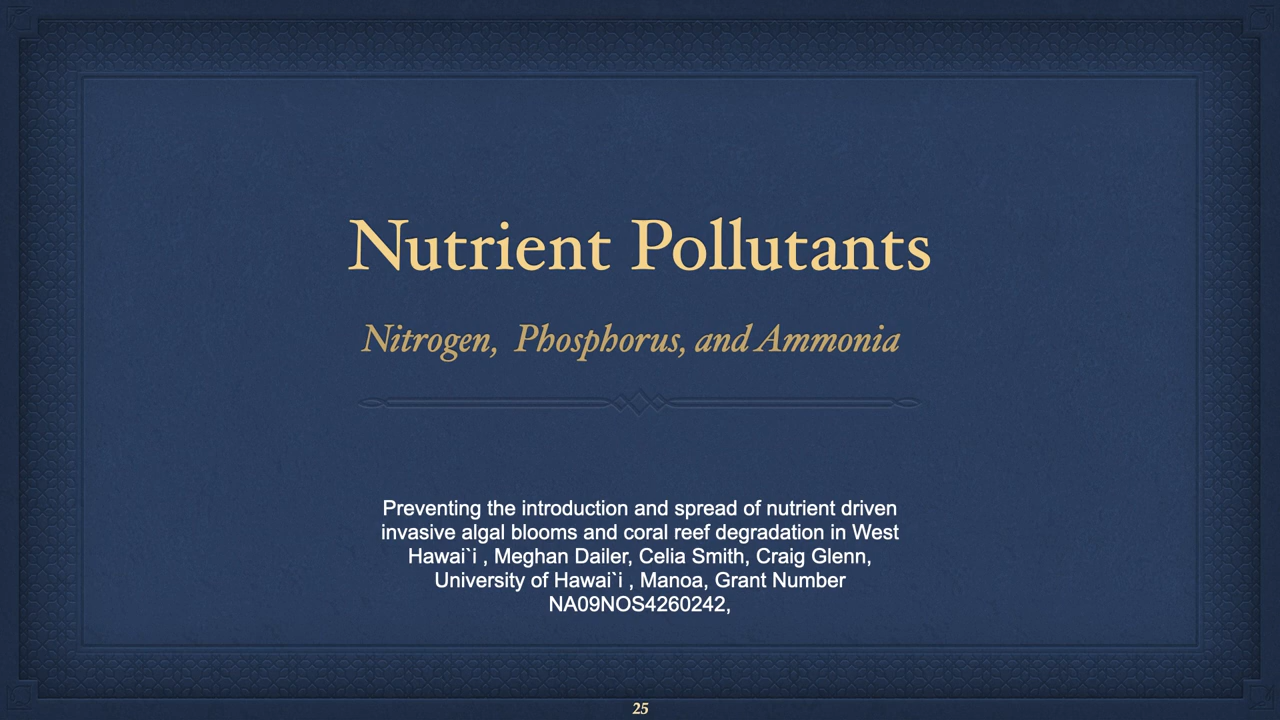 Nutrient Pollutants
Nitrogen,  Phosphorus, and Ammonia
Preventing the introduction and spread of nutrient driven
invasive algal blooms and coral reef degradation in West
Hawai`i , Meghan Dailer, Celia Smith, Craig Glenn,
University of Hawai`i , Manoa, Grant Number
NA09NOS4260242,
25